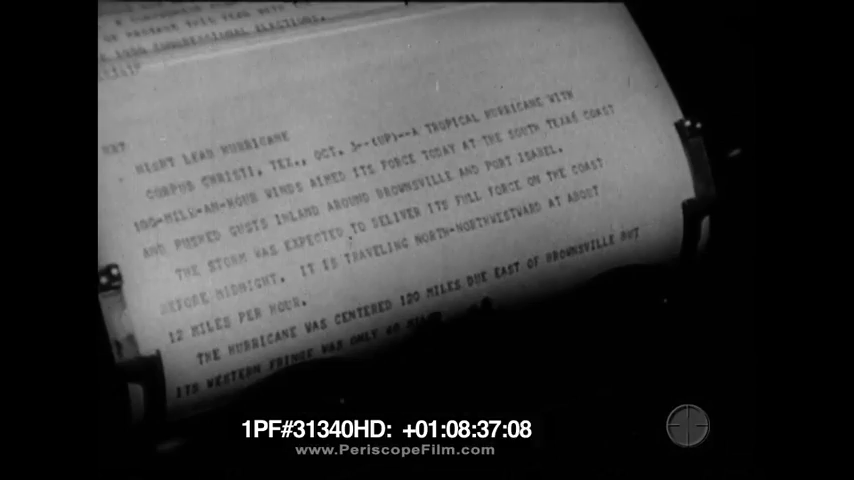 & CONGRESSIONAL ELECTIONS.
NIGHT LEAD HURRICANE
CORPUS CHRISTI, TEX., OCT. 3--(UP)--A TROPICAL HURRICANE WITH
100-MILE-AN-HOUR WINDS AIMED ITS FORCE TODAY AT THE SOUTH TEXAS COAST
AND PUSHED GUSTS INLAND AROUND BROWNSVILLE AND PORT ISABEL.
THE STORM WAS EXPECTED TO DELIVER ITS FULL FORCE ON THE COAST
BEFORE MIDNIGHT. IT IS TRAVELING NORTH-NORTHWESTWARD AT ABOUT
12 MILES PER HOUR.
THE HURRICANE WAS CENTERED 120 MILES DUE EAST OF BROWNSVILLE BUT
ITS WESTERN FRINGE WAS ONLY 60
1PF#31340HD: +01:08:37:08
www.PeriscopeFilm.com